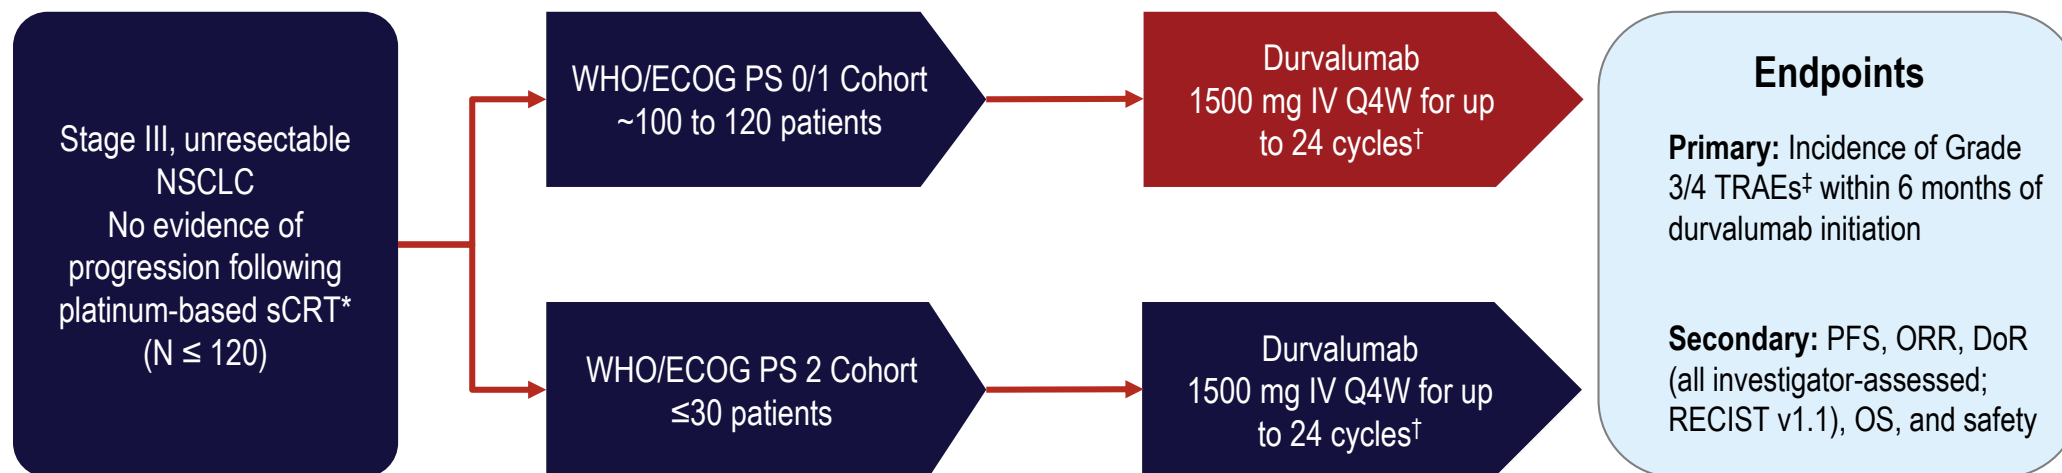 Stage III, unresectable
NSCLC
No evidence of
progression following
platinum-based sCRT*
(N ≤ 120)
WHO/ECOG PS 0/1 Cohort
~100 to 120 patients
Durvalumab
1500 mg IV Q4W for up
to 24 cycles†
WHO/ECOG PS 2 Cohort
≤30 patients
Durvalumab
1500 mg IV Q4W for up
to 24 cycles†
Endpoints
Primary: Incidence of Grade
3/4 TRAEs‡ within 6 months of
durvalumab initiation
Secondary: PFS, ORR, DoR
(all investigator-assessed;
RECIST v1.1), OS, and safety